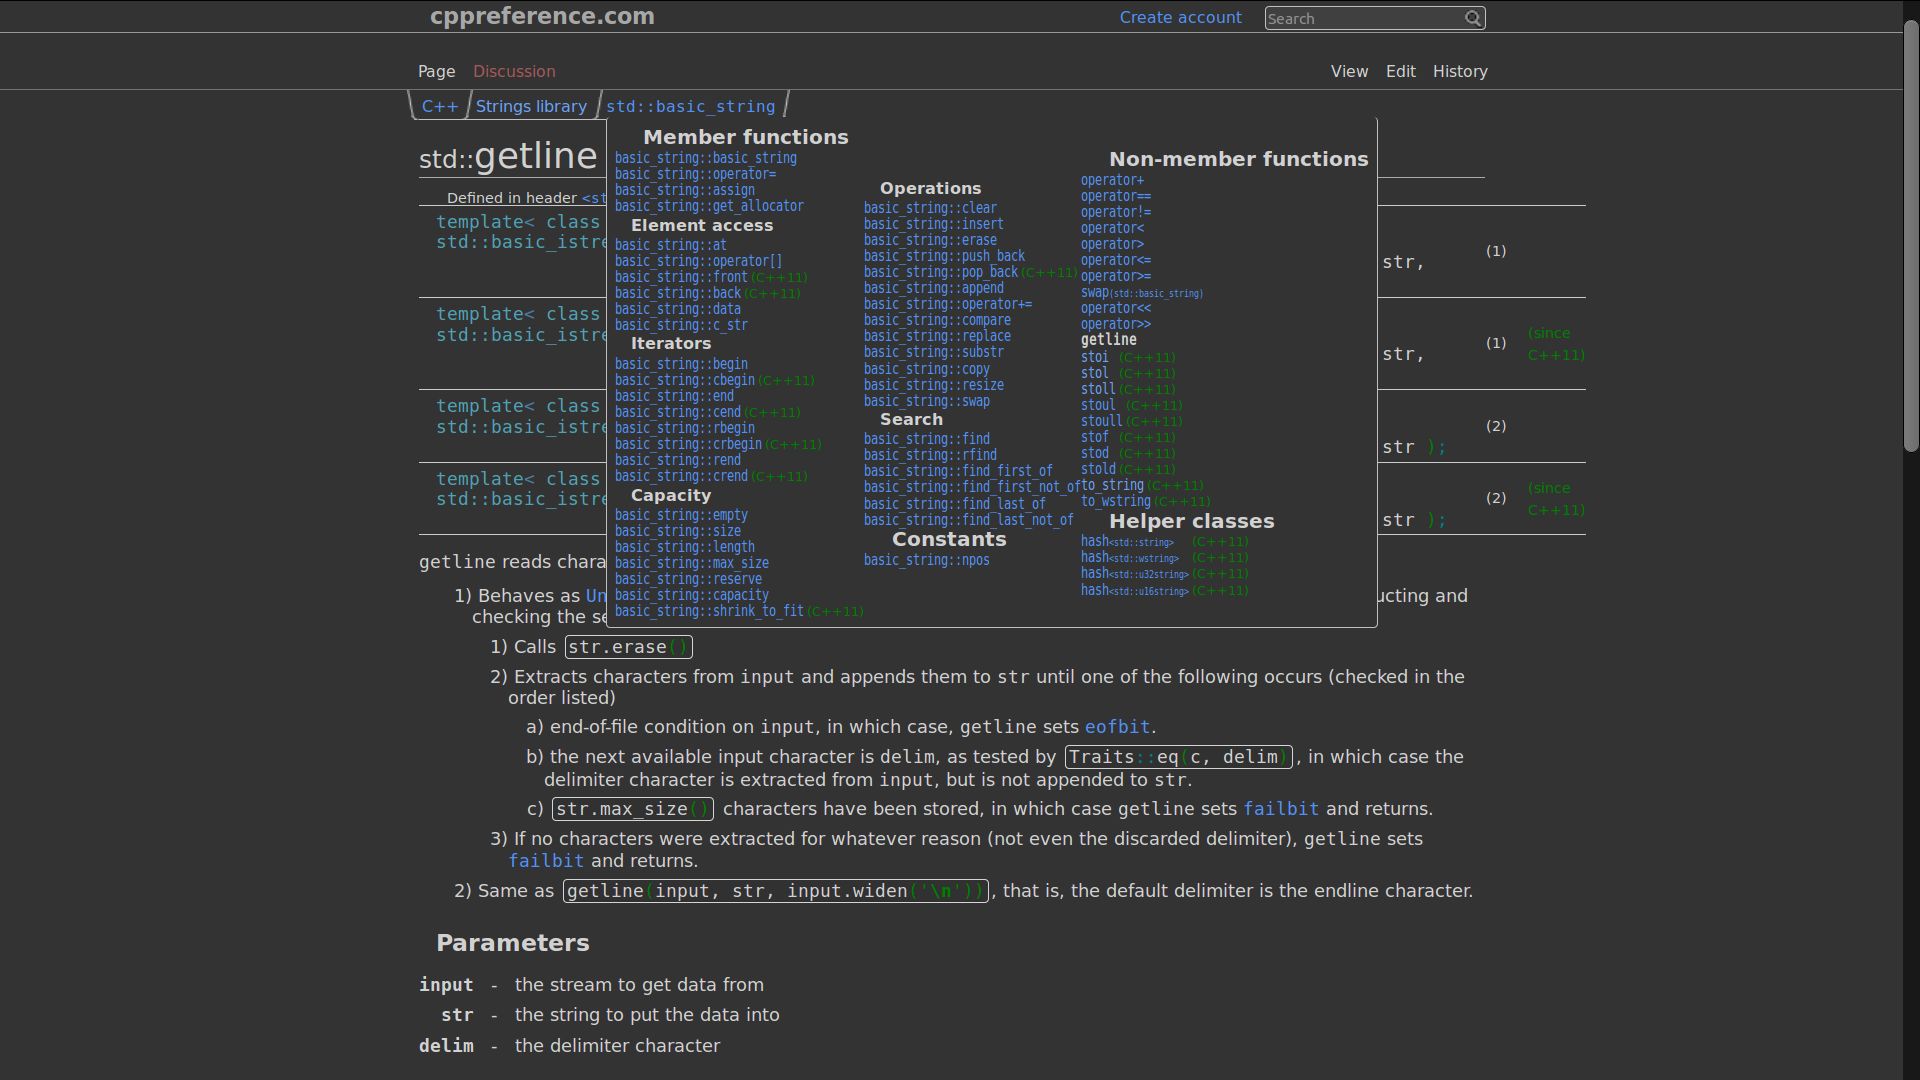 cppreference.com
Create account
Search
Page Discussion
View Edit History
C++ Strings library std::basic_string
std::getline
Defined in header <st
template< class
std::basic_istre
str,
(1)
template< class
std::basic_istre
str,
(1)
(since
C++11)
template< class
std::basic_istre
str );
(2)
template< class
std::basic_istre
str );
(2)
(since
C++11)
Member functions
basic_string::basic_string
basic_string::operator=
basic_string::assign
basic_string::get_allocator
Element access
basic_string::at
basic_string::operator[]
basic_string::front (C++11)
basic_string::back (C++11)
basic_string::data
basic_string::c_str
Iterators
basic_string::begin
basic_string::cbegin (C++11)
basic_string::end
basic_string::cend (C++11)
basic_string::rbegin
basic_string::crbegin (C++11)
basic_string::rend
basic_string::crend (C++11)
Capacity
basic_string::empty
basic_string::size
basic_string::length
basic_string::max_size
basic_string::reserve
basic_string::capacity
basic_string::shrink_to_fit (C++11)
Operations
basic_string::clear
basic_string::insert
basic_string::erase
basic_string::push_back
basic_string::pop_back (C++11)
basic_string::append
basic_string::operator+=
basic_string::compare
basic_string::replace
basic_string::substr
basic_string::copy
basic_string::resize
basic_string::swap
Search
basic_string::find
basic_string::rfind
basic_string::find_first_of
basic_string::find_first_not_of
basic_string::find_last_of
basic_string::find_last_not_of
Constants
basic_string::npos
Non-member functions
operator+
operator==
operator!=
operator<
operator>
operator<=
operator>=
swap(std::basic_string)
operator<<
operator>>
getline
stoi (C++11)
stol (C++11)
stoll (C++11)
stoul (C++11)
stoull (C++11)
stof (C++11)
stod (C++11)
stold (C++11)
to_string (C++11)
to_wstring (C++11)
Helper classes
hash<std::string> (C++11)
hash<std::wstring> (C++11)
hash<std::u32string> (C++11)
hash<std::u16string> (C++11)
getline reads chara
1) Behaves as Un ucting and
checking the se
1) Calls str.erase()
2) Extracts characters from input and appends them to str until one of the following occurs (checked in the
order listed)
a) end-of-file condition on input, in which case, getline sets eofbit.
b) the next available input character is delim, as tested by Traits::eq(c, delim), in which case the
delimiter character is extracted from input, but is not appended to str.
c) str.max_size() characters have been stored, in which case getline sets failbit and returns.
3) If no characters were extracted for whatever reason (not even the discarded delimiter), getline sets
failbit and returns.
2) Same as getline(input, str, input.widen('\n')), that is, the default delimiter is the endline character.
Parameters
input - the stream to get data from
str - the string to put the data into
delim - the delimiter character